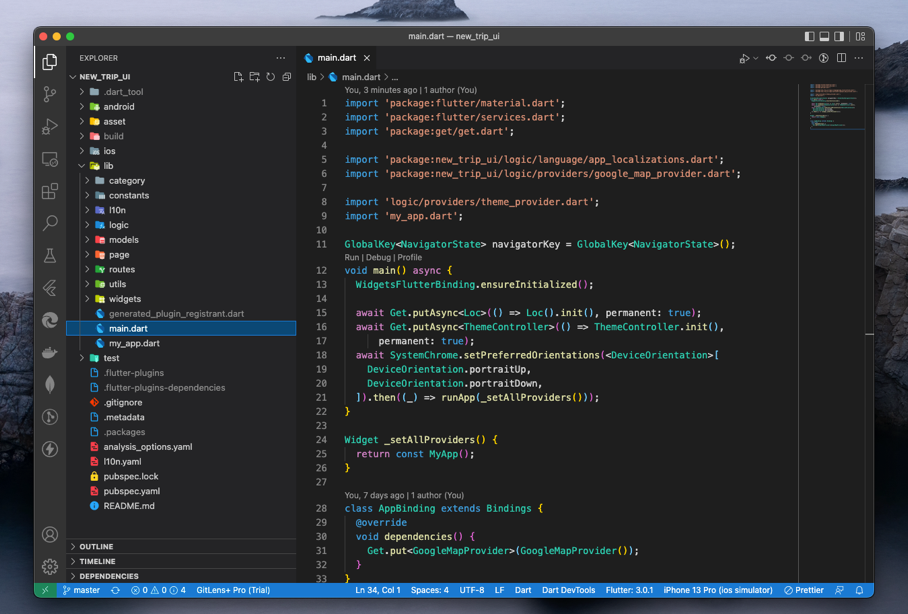 main.dart — new_trip_ui
EXPLORER
NEW_TRIP_UI
.dart_tool
android
asset
build
ios
lib
category
constants
l10n
logic
models
page
routes
utils
widgets
generated_plugin_registrant.dart
main.dart
my_app.dart
test
.flutter-plugins
.flutter-plugins-dependencies
.gitignore
.metadata
.packages
analysis_options.yaml
l10n.yaml
pubspec.lock
pubspec.yaml
README.md
OUTLINE
TIMELINE
DEPENDENCIES
main.dart
lib > main.dart > ...
You, 3 minutes ago | 1 author (You)
1 import 'package:flutter/material.dart';
2 import 'package:flutter/services.dart';
3 import 'package:get/get.dart';
4
5 import 'package:new_trip_ui/logic/language/app_localizations.dart';
6 import 'package:new_trip_ui/logic/providers/google_map_provider.dart';
7
8 import 'logic/providers/theme_provider.dart';
9 import 'my_app.dart';
10
11 GlobalKey<NavigatorState> navigatorKey = GlobalKey<NavigatorState>();
Run | Debug | Profile
12 void main() async {
13 WidgetsFlutterBinding.ensureInitialized();
14
15 await Get.putAsync<Loc>(() => Loc().init(), permanent: true);
16 await Get.putAsync<ThemeController>(() => ThemeController.init(),
17 permanent: true);
18 await SystemChrome.setPreferredOrientations(<DeviceOrientation>[
19 DeviceOrientation.portraitUp,
20 DeviceOrientation.portraitDown,
21 ]).then((_) => runApp(_setAllProviders()));
22 }
23
24 Widget _setAllProviders() {
25 return const MyApp();
26 }
27
You, 7 days ago | 1 author (You)
28 class AppBinding extends Bindings {
29 @override
30 void dependencies() {
31 Get.put<GoogleMapProvider>(GoogleMapProvider());
32 }
33 }
master 0 0 4 GitLens+ Pro (Trial) Ln 34, Col 1 Spaces: 4 UTF-8 LF Dart Dart DevTools Flutter: 3.0.1 iPhone 13 Pro (ios simulator) Prettier